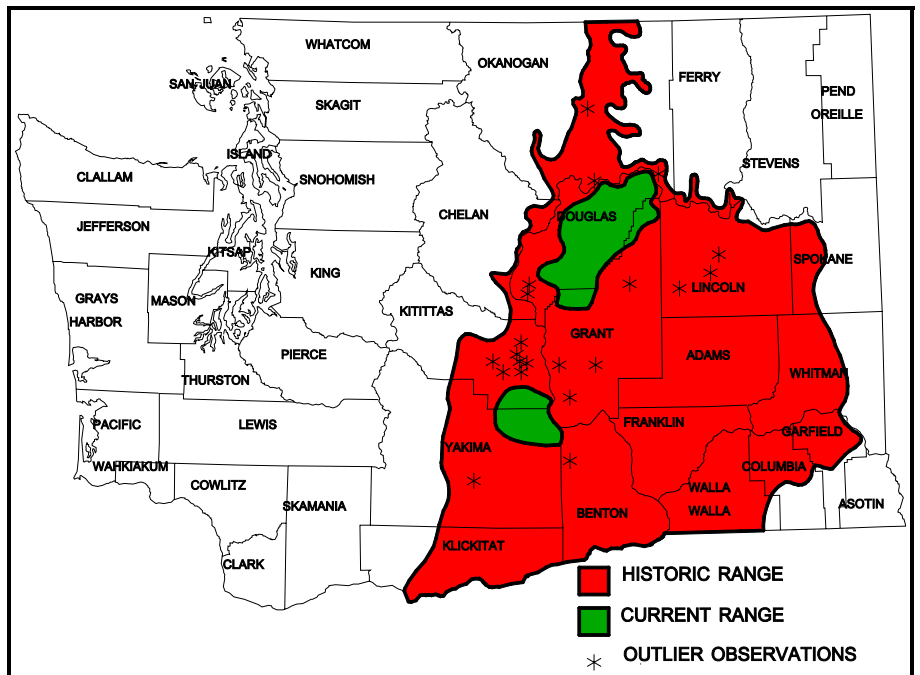 WHATCOM
OKANOGAN
FERRY
PEND
OREILLE
SAN JUAN
SKAGIT
STEVENS
ISLAND
SNOHOMISH
CLALLAM
CHELAN
DOUGLAS
JEFFERSON
KITSAP
KING
SPOKANE
LINCOLN
GRAYS
HARBOR
MASON
KITITTAS
GRANT
PIERCE
ADAMS
THURSTON
WHITMAN
PACIFIC
LEWIS
FRANKLIN
GARFIELD
YAKIMA
WAHKIAKUM
COLUMBIA
COWLITZ
WALLA
WALLA
SKAMANIA
BENTON
ASOTIN
KLICKITAT
CLARK
HISTORIC RANGE
CURRENT RANGE
OUTLIER OBSERVATIONS